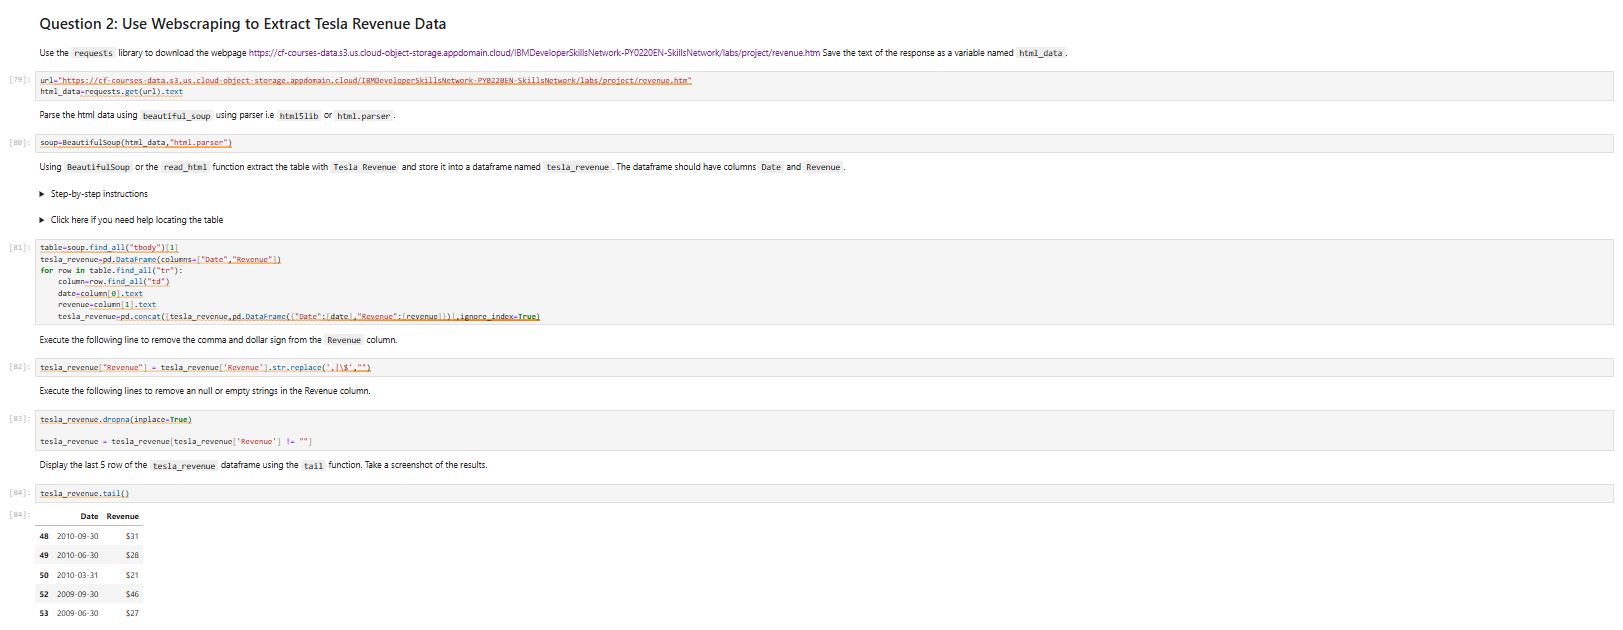 Question 2: Use Webscraping to Extract Tesla Revenue Data
Use the requests library to download the webpage https://cf-courses-data.s3.us.cloud-object-storage.appdomain.cloud/IBMDeveloperSkillsNetwork-PY0220EN-SkillsNetwork/labs/project/revenue.htm Save the text of the response as a variable named html_data.
[79]: url="https://cf-courses-data.s3.us.cloud-object-storage.appdomain.cloud/IBMDeveloperSkillsNetwork-PY0220EN-SkillsNetwork/labs/project/revenue.htm"
html_data=requests.get(url).text
Parse the html data using beautiful_soup using parser i.e html5lib or html.parser.
[80]: soup=BeautifulSoup(html_data,"html.parser")
Using BeautifulSoup or the read_html function extract the table with Tesla Revenue and store it into a dataframe named tesla_revenue. The dataframe should have columns Date and Revenue.
▶ Step-by-step instructions
▶ Click here if you need help locating the table
[81]: table=soup.find_all("tbody")[1]
tesla_revenue=pd.DataFrame(columns=["Date","Revenue"])
for row in table.find_all("tr"):
    column=row.find_all("td")
    date=column[0].text
    revenue=column[1].text
    tesla_revenue=pd.concat([tesla_revenue,pd.DataFrame({"Date":[date],"Revenue":[revenue]})],ignore_index=True)
Execute the following line to remove the comma and dollar sign from the Revenue column.
[82]: tesla_revenue["Revenue"] = tesla_revenue['Revenue'].str.replace(',|\$',"")
Execute the following lines to remove an null or empty strings in the Revenue column.
[83]: tesla_revenue.dropna(inplace=True)
tesla_revenue = tesla_revenue[tesla_revenue['Revenue'] != ""]
Display the last 5 row of the tesla_revenue dataframe using the tail function. Take a screenshot of the results.
[84]: tesla_revenue.tail()
[84]: Date Revenue
48 2010-09-30 $31
49 2010-06-30 $28
50 2010-03-31 $21
52 2009-09-30 $46
53 2009-06-30 $27